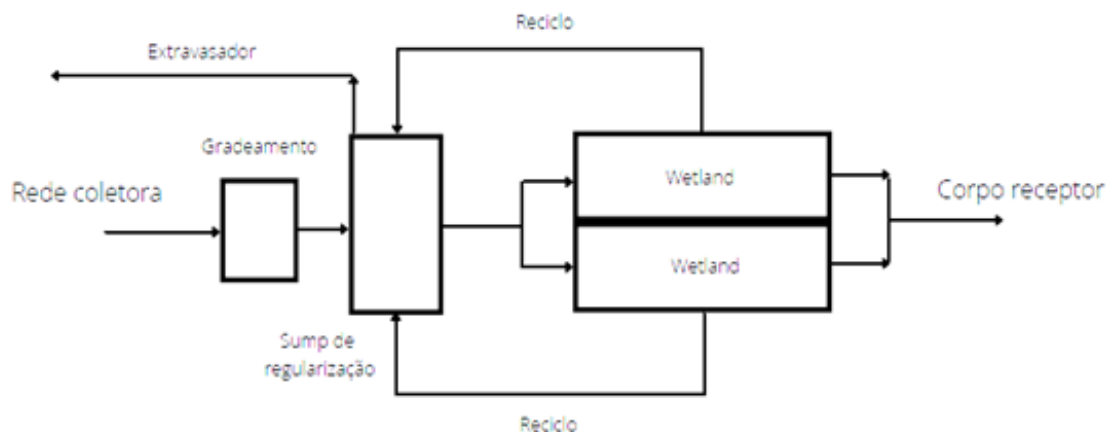 Reciclo
Extravasador
Gradeamento
Rede coletora
Wetland
Corpo receptor
Wetland
Sump de
regularização
Reciclo